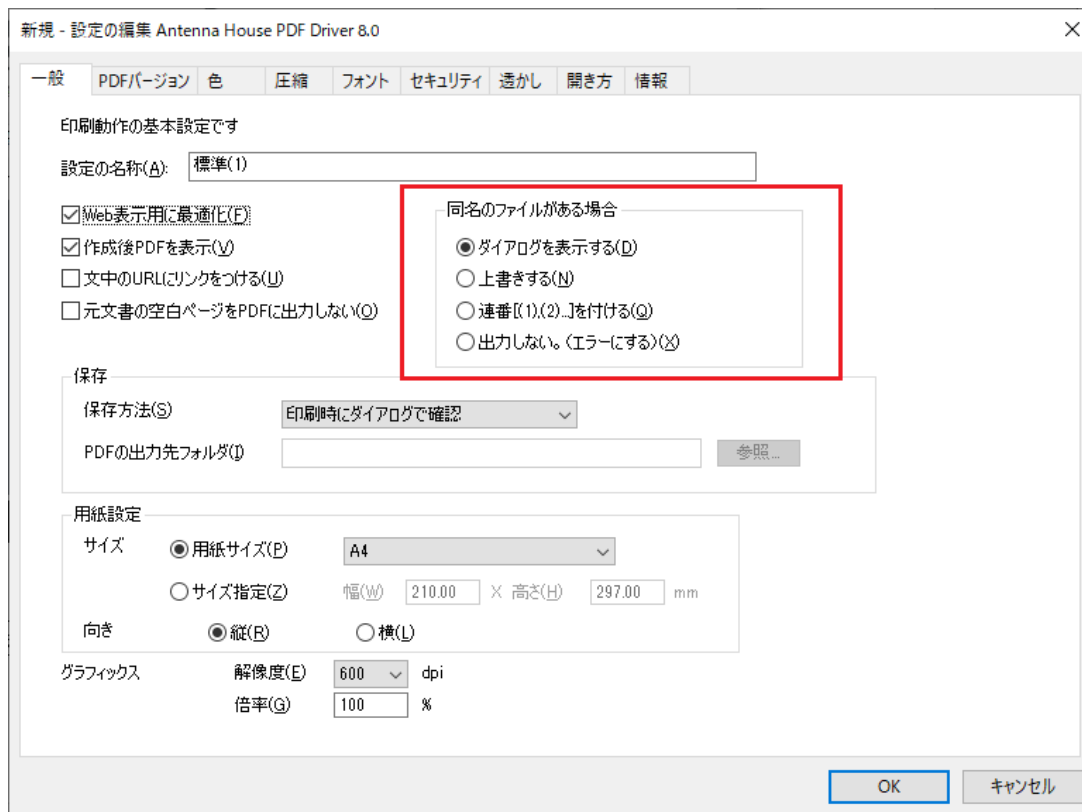 新規 - 設定の編集 Antenna House PDF Driver 8.0
一般 PDFバージョン 色 圧縮 フォント セキュリティ 透かし 開き方 情報
印刷動作の基本設定です
設定の名称(A): 標準(1)
Web表示用に最適化(F)
作成後PDFを表示(V)
文中のURLにリンクをつける(U)
元文書の空白ページをPDFに出力しない(O)
同名のファイルがある場合
ダイアログを表示する(D)
上書きする(N)
連番[(1),(2)...]を付ける(Q)
出力しない。(エラーにする)(X)
保存
保存方法(S) 印刷時にダイアログで確認
PDFの出力先フォルダ(I) 参照...
用紙設定
サイズ 用紙サイズ(P) A4
サイズ指定(Z) 幅(W) 210.00 X 高さ(H) 297.00 mm
向き 縦(R) 横(L)
グラフィックス 解像度(E) 600 dpi
倍率(G) 100 %
OK キャンセル